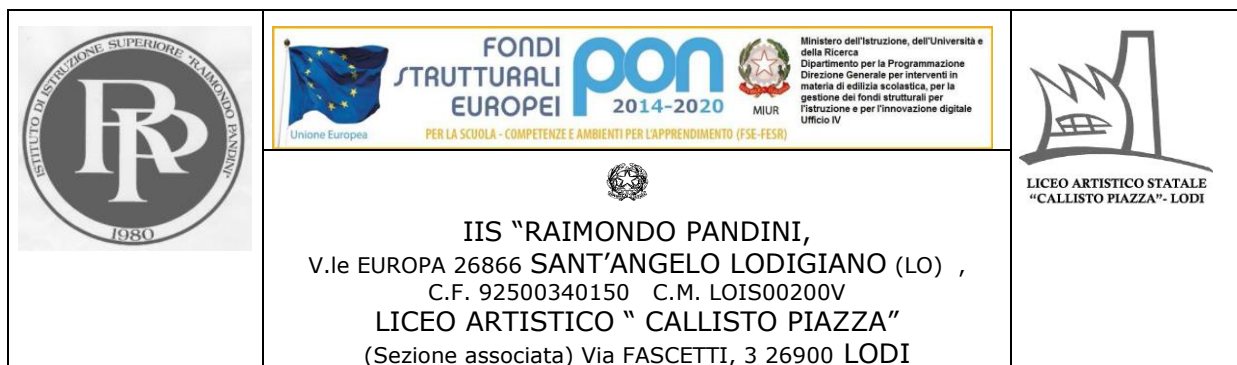 ISTITUTO DI ISTRUZIONE SUPERIORE "RAIMONDO PANDINI"
PR
1980
Unione Europea
FONDI
STRUTTURALI
EUROPEI
pon
2014-2020
MIUR
Ministero dell'Istruzione, dell'Università e
della Ricerca
Dipartimento per la Programmazione
Direzione Generale per interventi in
materia di edilizia scolastica, per la
gestione dei fondi strutturali per
l'istruzione e per l'innovazione digitale
Ufficio IV
PER LA SCUOLA - COMPETENZE E AMBIENTI PER L'APPRENDIMENTO (FSE-FESR)
LICEO ARTISTICO STATALE
"CALLISTO PIAZZA"- LODI
IIS "RAIMONDO PANDINI,
V.le EUROPA 26866 SANT'ANGELO LODIGIANO (LO) ,
C.F. 92500340150 C.M. LOIS00200V
LICEO ARTISTICO " CALLISTO PIAZZA"
(Sezione associata) Via FASCETTI, 3 26900 LODI